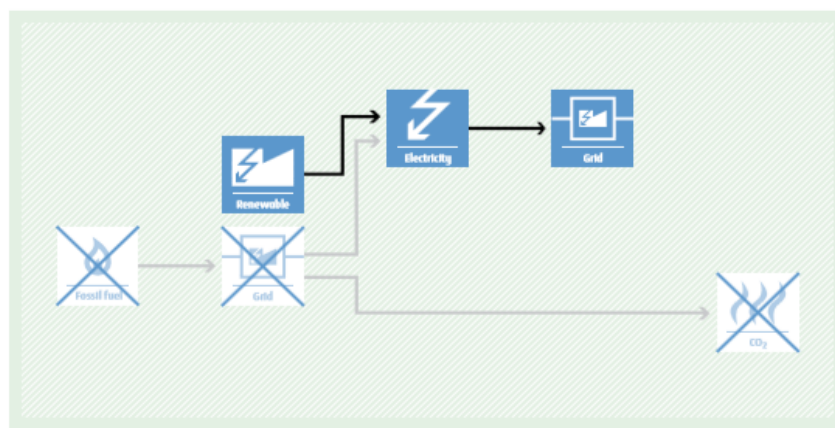 Electricity
Grid
Renewable
Fossil fuel
Grid
CO₂